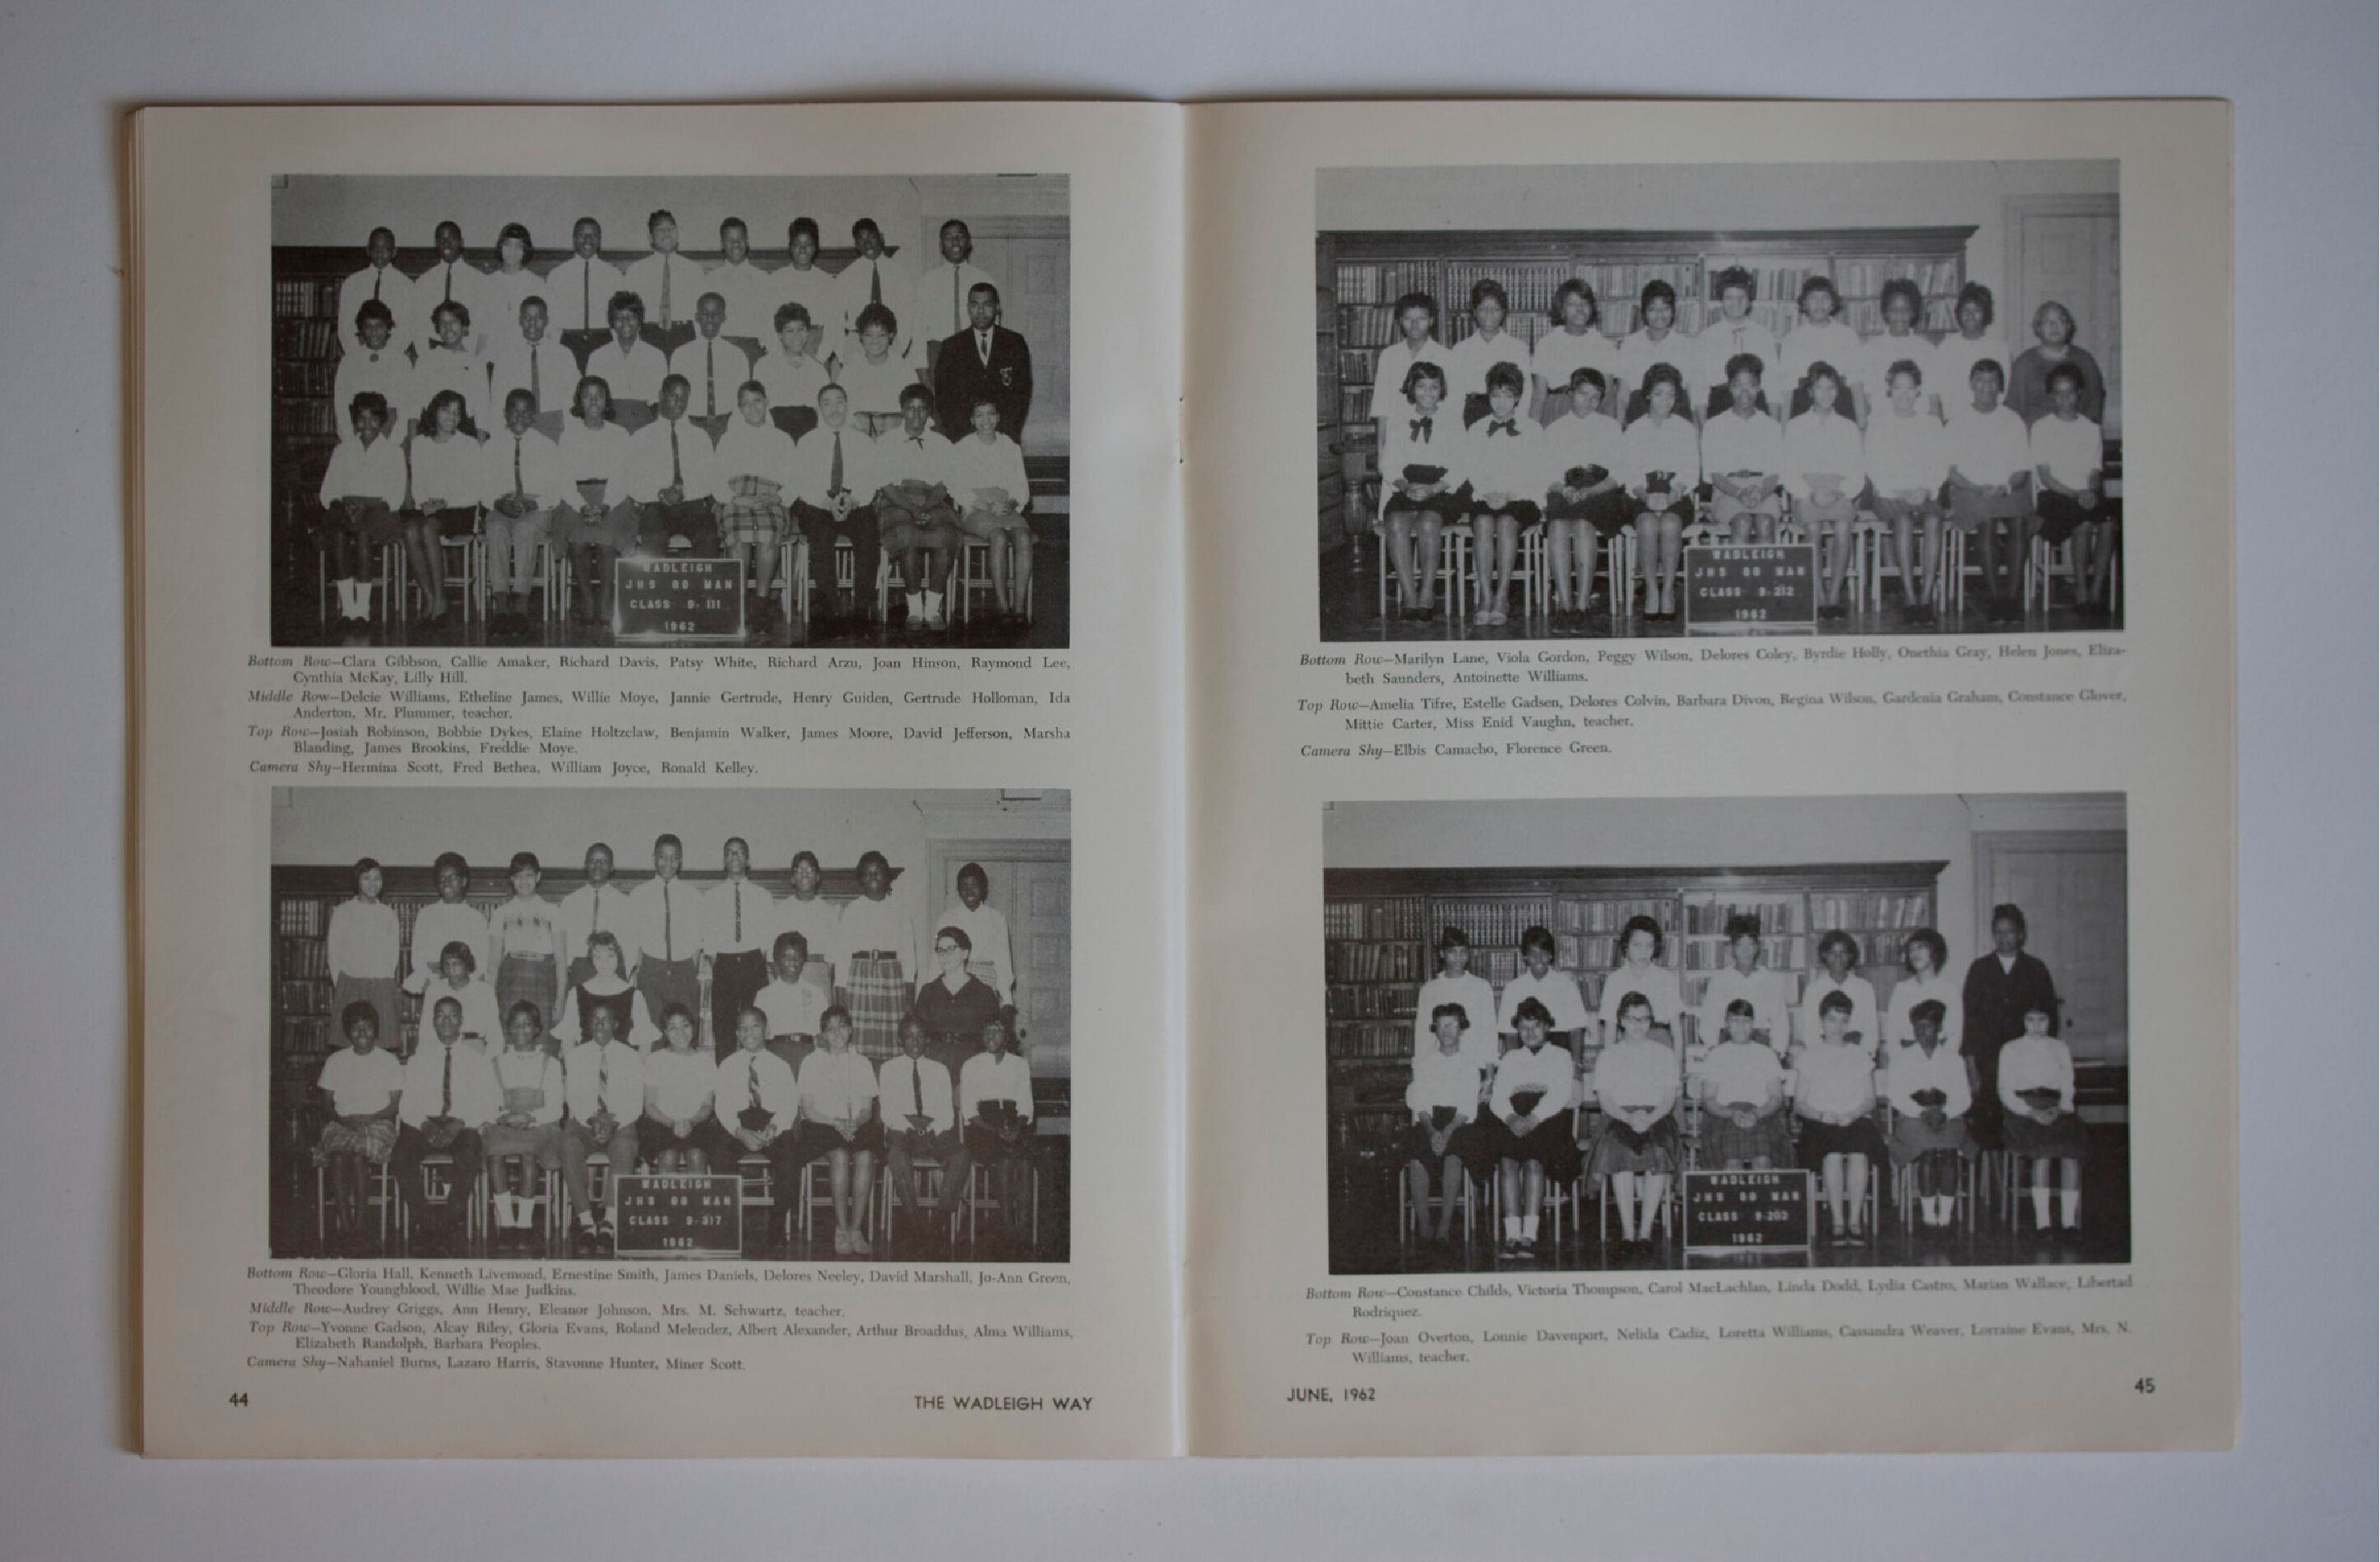 WADLEIGH
JHS 88 MAN
CLASS 9-111
1962
Bottom Row—Clara Gibbson, Callie Amaker, Richard Davis, Patsy White, Richard Arzu, Joan Hinson, Raymond Lee,
Cynthia McKay, Lilly Hill.
Middle Row—Delcie Williams, Etheline James, Willie Moye, Jannie Gertrude, Henry Guiden, Gertrude Holloman, Ida
Anderton, Mr. Plummer, teacher.
Top Row—Josiah Robinson, Bobbie Dykes, Elaine Holtzclaw, Benjamin Walker, James Moore, David Jefferson, Marsha
Blanding, James Brookins, Freddie Moye.
Camera Shy—Hermina Scott, Fred Bethea, William Joyce, Ronald Kelley.
WADLEIGH
JHS 88 MAN
CLASS 9-317
1962
Bottom Row—Gloria Hall, Kenneth Livemond, Ernestine Smith, James Daniels, Delores Neeley, David Marshall, Jo-Ann Green,
Theodore Youngblood, Willie Mae Judkins.
Middle Row—Audrey Griggs, Ann Henry, Eleanor Johnson, Mrs. M. Schwartz, teacher.
Top Row—Yvonne Gadson, Alcay Riley, Gloria Evans, Roland Melendez, Albert Alexander, Arthur Broaddus, Alma Williams,
Elizabeth Randolph, Barbara Peoples.
Camera Shy—Nahaniel Burns, Lazaro Harris, Stavonne Hunter, Miner Scott.
44
THE WADLEIGH WAY
WADLEIGH
JHS 88 MAN
CLASS 9-212
1962
Bottom Row—Marilyn Lane, Viola Gordon, Peggy Wilson, Delores Coley, Byrdie Holly, Onethia Gray, Helen Jones, Eliza-
beth Saunders, Antoinette Williams.
Top Row—Amelia Tifre, Estelle Gadsen, Delores Colvin, Barbara Divon, Regina Wilson, Gardenia Graham, Constance Glover,
Mittie Carter, Miss Enid Vaughn, teacher.
Camera Shy—Elbis Camacho, Florence Green.
WADLEIGH
JHS 88 MAN
CLASS 9-203
1962
Bottom Row—Constance Childs, Victoria Thompson, Carol MacLachlan, Linda Dodd, Lydia Castro, Marian Wallace, Libertad
Rodriquez.
Top Row—Joan Overton, Lonnie Davenport, Nelida Cadiz, Loretta Williams, Cassandra Weaver, Lorraine Evans, Mrs. N.
Williams, teacher.
JUNE, 1962
45